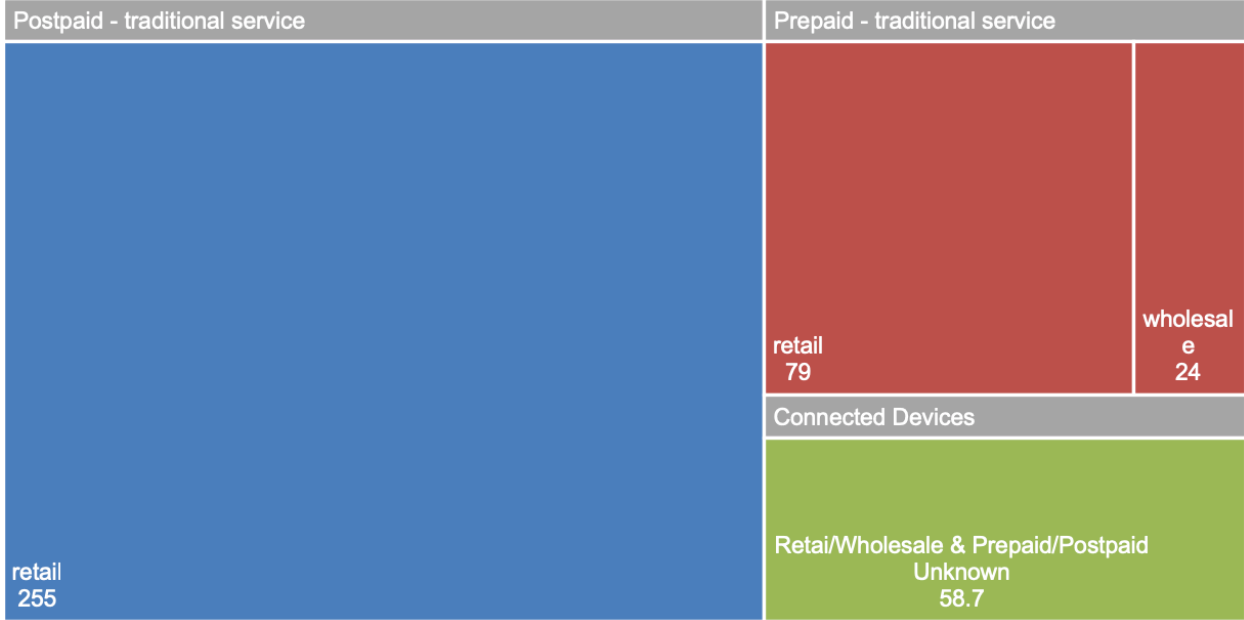 Postpaid - traditional service
retail
255
Prepaid - traditional service
retail
79
wholesal
e
24
Connected Devices
Retai/Wholesale & Prepaid/Postpaid
Unknown
58.7